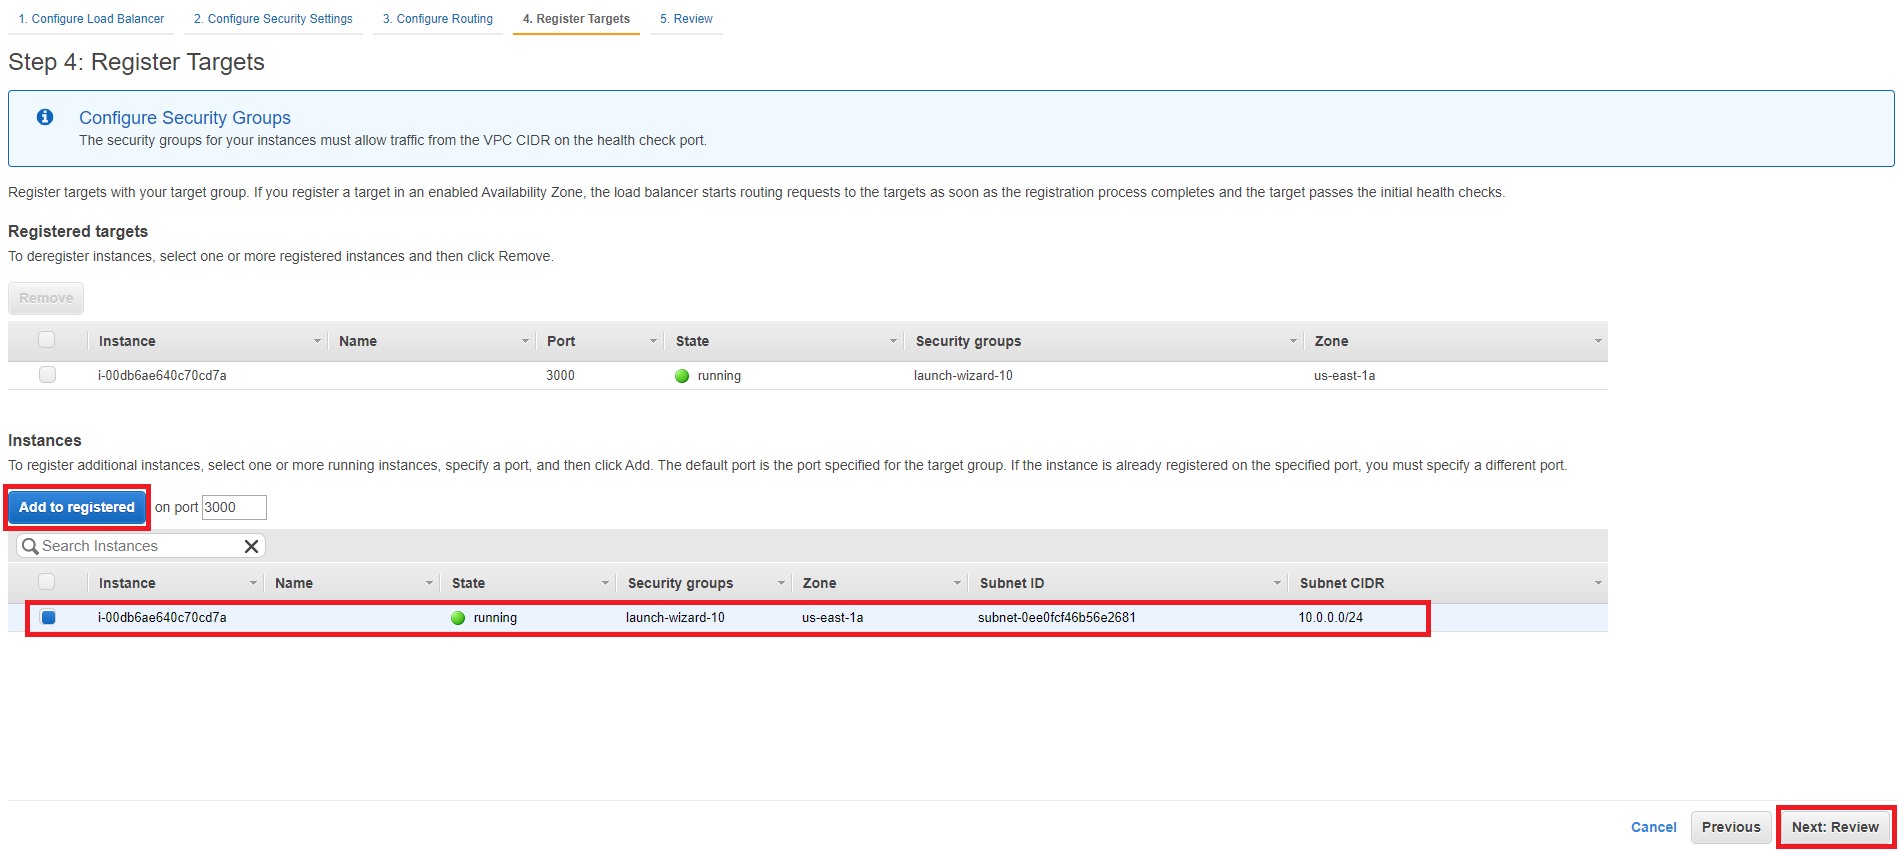 1. Configure Load Balancer 2. Configure Security Settings 3. Configure Routing 4. Register Targets 5. Review
Step 4: Register Targets
Configure Security Groups
The security groups for your instances must allow traffic from the VPC CIDR on the health check port.
Register targets with your target group. If you register a target in an enabled Availability Zone, the load balancer starts routing requests to the targets as soon as the registration process completes and the target passes the initial health checks.
Registered targets
To deregister instances, select one or more registered instances and then click Remove.
Remove
Instance Name Port State Security groups Zone
i-00db6ae640c70cd7a 3000 running launch-wizard-10 us-east-1a
Instances
To register additional instances, select one or more running instances, specify a port, and then click Add. The default port is the port specified for the target group. If the instance is already registered on the specified port, you must specify a different port.
Add to registered on port 3000
Search Instances
Instance Name State Security groups Zone Subnet ID Subnet CIDR
i-00db6ae640c70cd7a running launch-wizard-10 us-east-1a subnet-0ee0fcf46b56e2681 10.0.0.0/24
Cancel Previous Next: Review